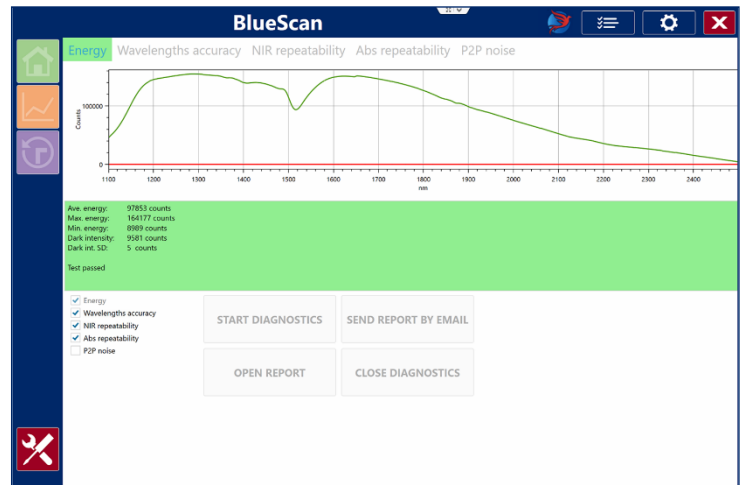 BlueScan
Energy Wavelengths accuracy NIR repeatability Abs repeatability P2P noise
Counts
100000
0
1100 1200 1300 1400 1500 1600 1700 1800 1900 2000 2100 2200 2300 2400
nm
Ave. energy: 97853 counts
Max. energy: 164177 counts
Min. energy: 8989 counts
Dark intensity: 9581 counts
Dark int. SD: 5 counts
Test passed
Energy
Wavelengths accuracy
NIR repeatability
Abs repeatability
P2P noise
START DIAGNOSTICS SEND REPORT BY EMAIL
OPEN REPORT CLOSE DIAGNOSTICS